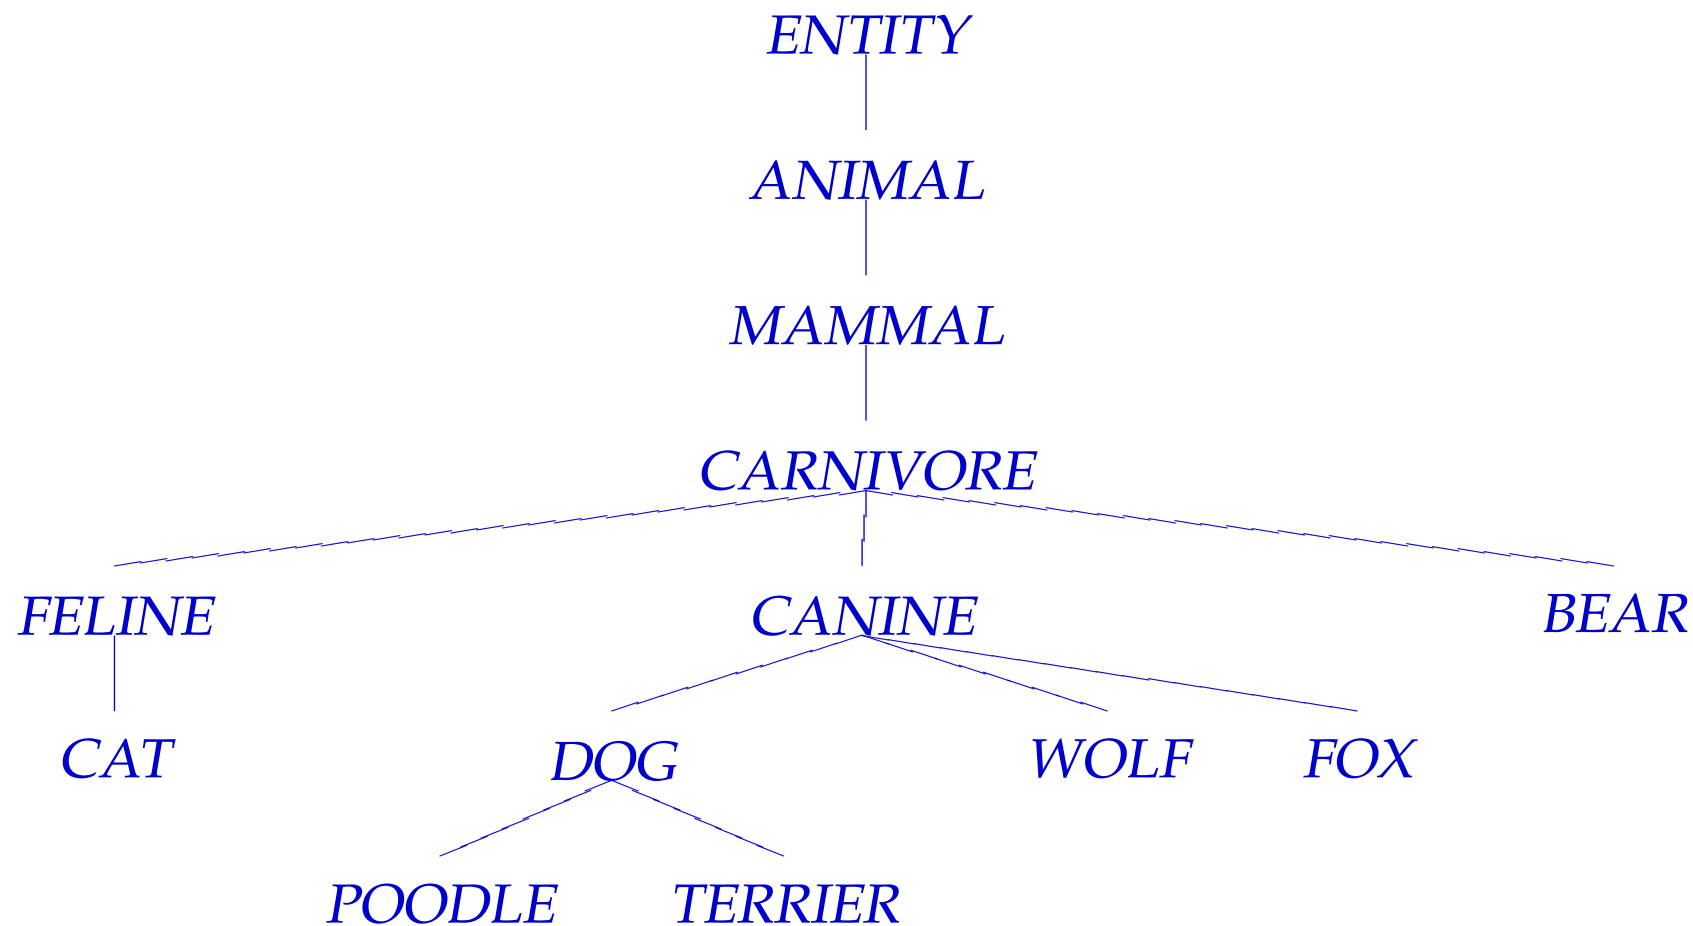 ENTITY
ANIMAL
MAMMAL
CARNIVORE
FELINE CANINE BEAR
CAT DOG WOLF FOX
POODLE TERRIER